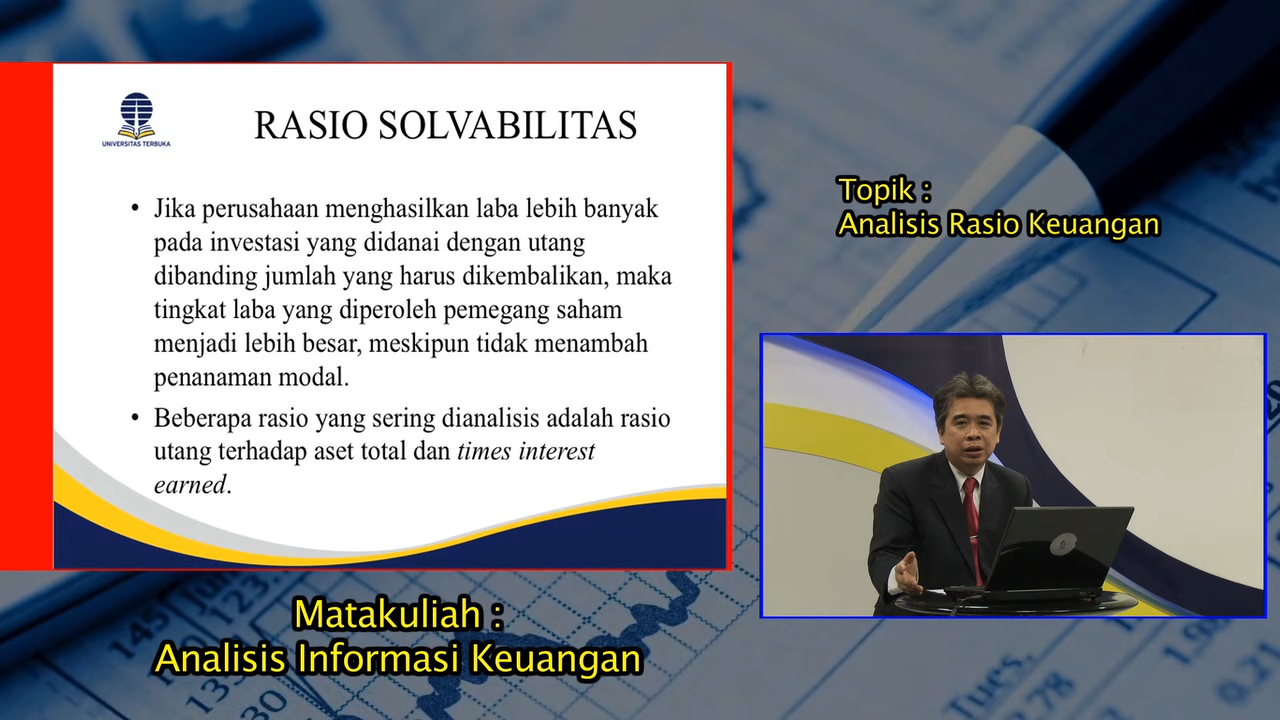 UNIVERSITAS TERBUKA
RASIO SOLVABILITAS
• Jika perusahaan menghasilkan laba lebih banyak
pada investasi yang didanai dengan utang
dibanding jumlah yang harus dikembalikan, maka
tingkat laba yang diperoleh pemegang saham
menjadi lebih besar, meskipun tidak menambah
penanaman modal.
• Beberapa rasio yang sering dianalisis adalah rasio
utang terhadap aset total dan times interest
earned.
Topik :
Analisis Rasio Keuangan
Matakuliah :
Analisis Informasi Keuangan
Tues.